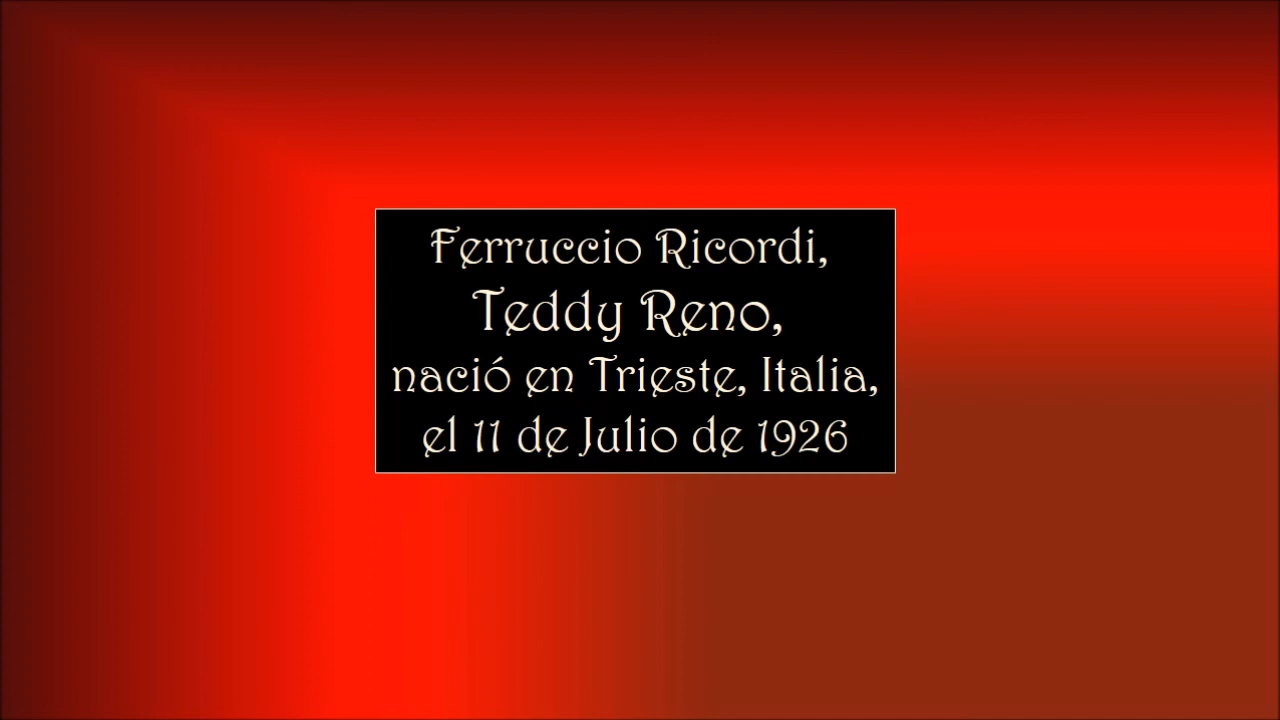 Ferruccio Ricordi,
Teddy Reno,
nació en Trieste, Italia,
el 11 de Julio de 1926